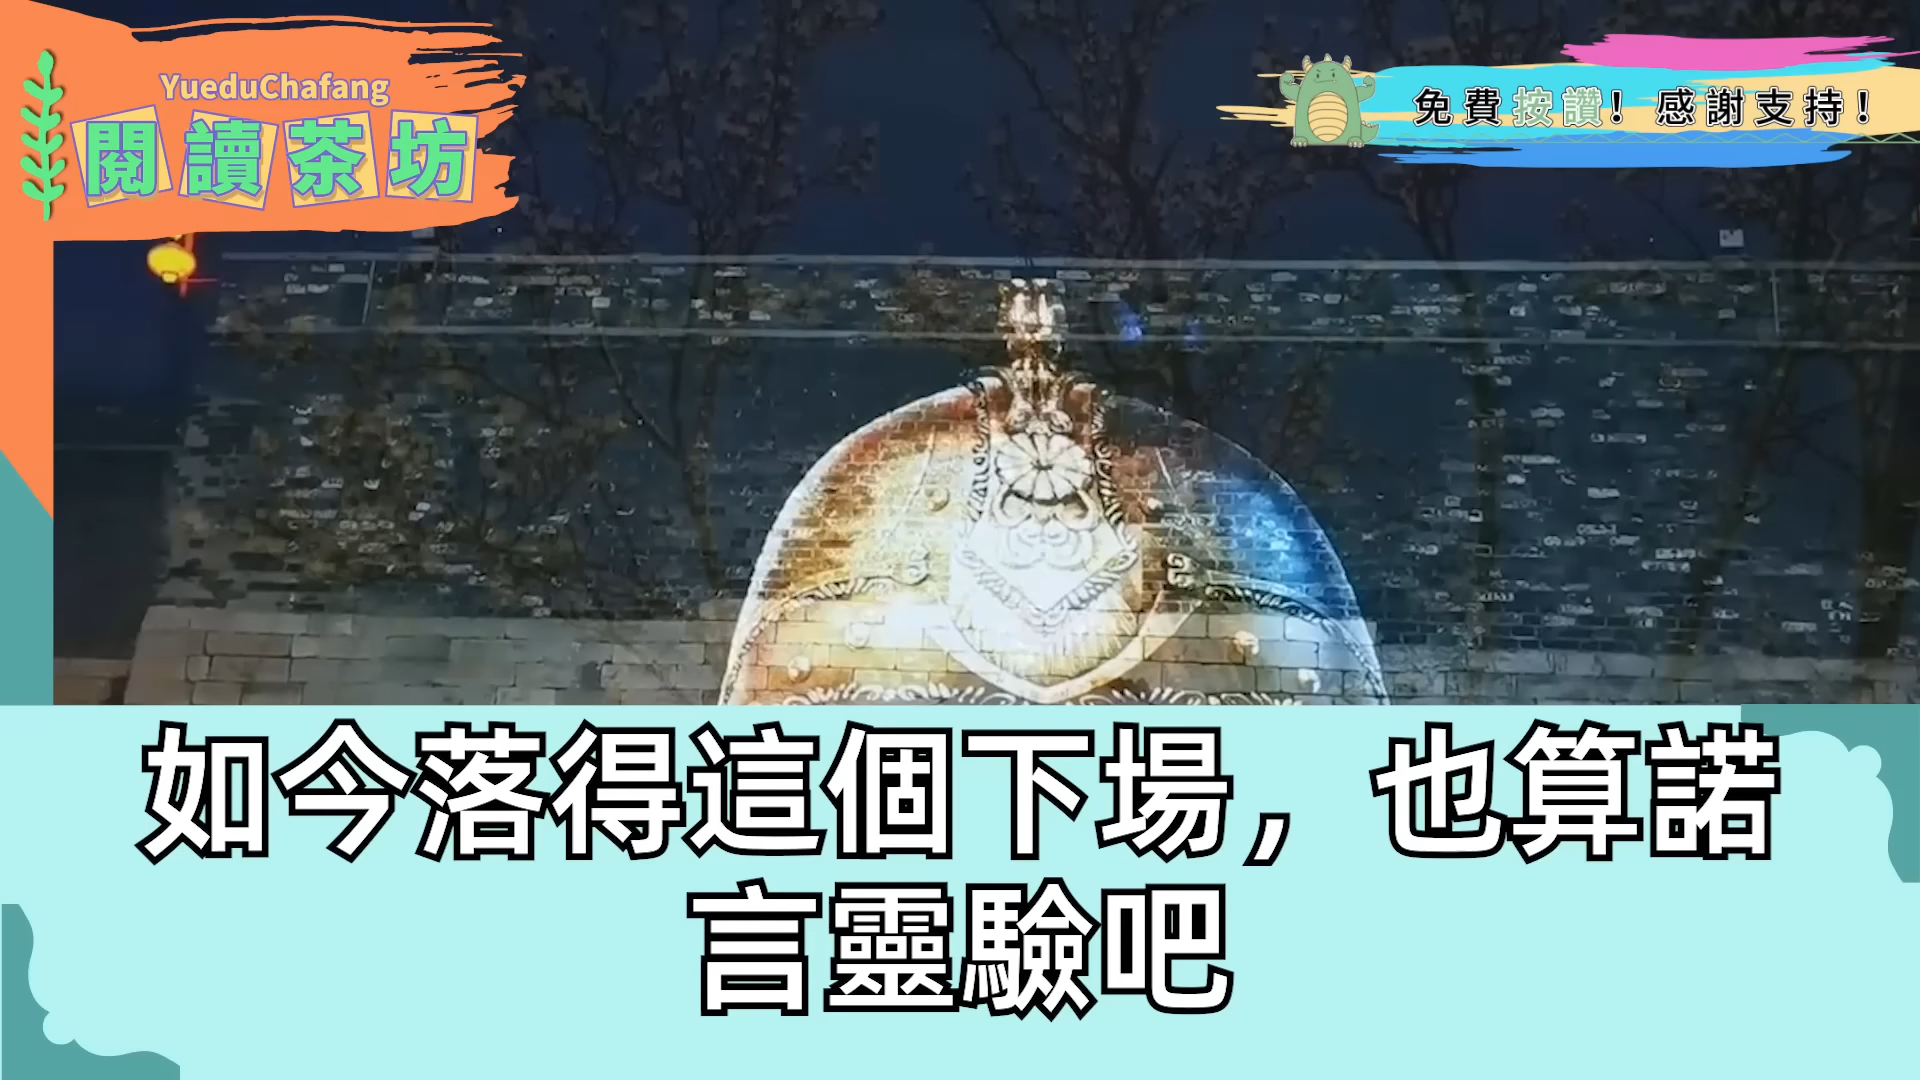 YueduChafang
閱讀茶坊
免費按讚！感謝支持！
如今落得這個下場，也算諾
言靈驗吧